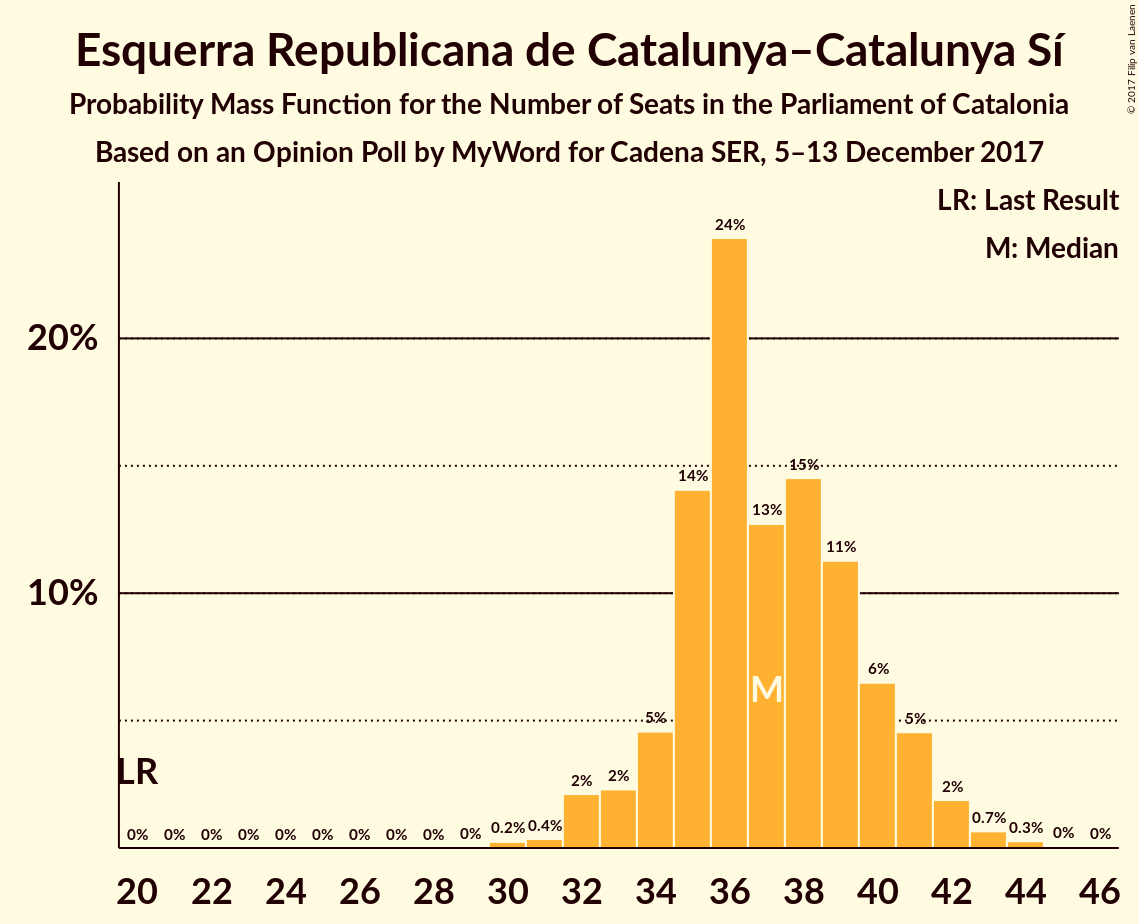 Esquerra Republicana de Catalunya–Catalunya Sí
Probability Mass Function for the Number of Seats in the Parliament of Catalonia
Based on an Opinion Poll by MyWord for Cadena SER, 5–13 December 2017
© 2017 Filip van Laenen
LR: Last Result
M: Median
20%
10%
LR
M
0% 0% 0% 0% 0% 0% 0% 0% 0% 0% 0.2% 0.4% 2% 2% 5% 14% 24% 13% 15% 11% 6% 5% 2% 0.7% 0.3% 0% 0%
20 22 24 26 28 30 32 34 36 38 40 42 44 46